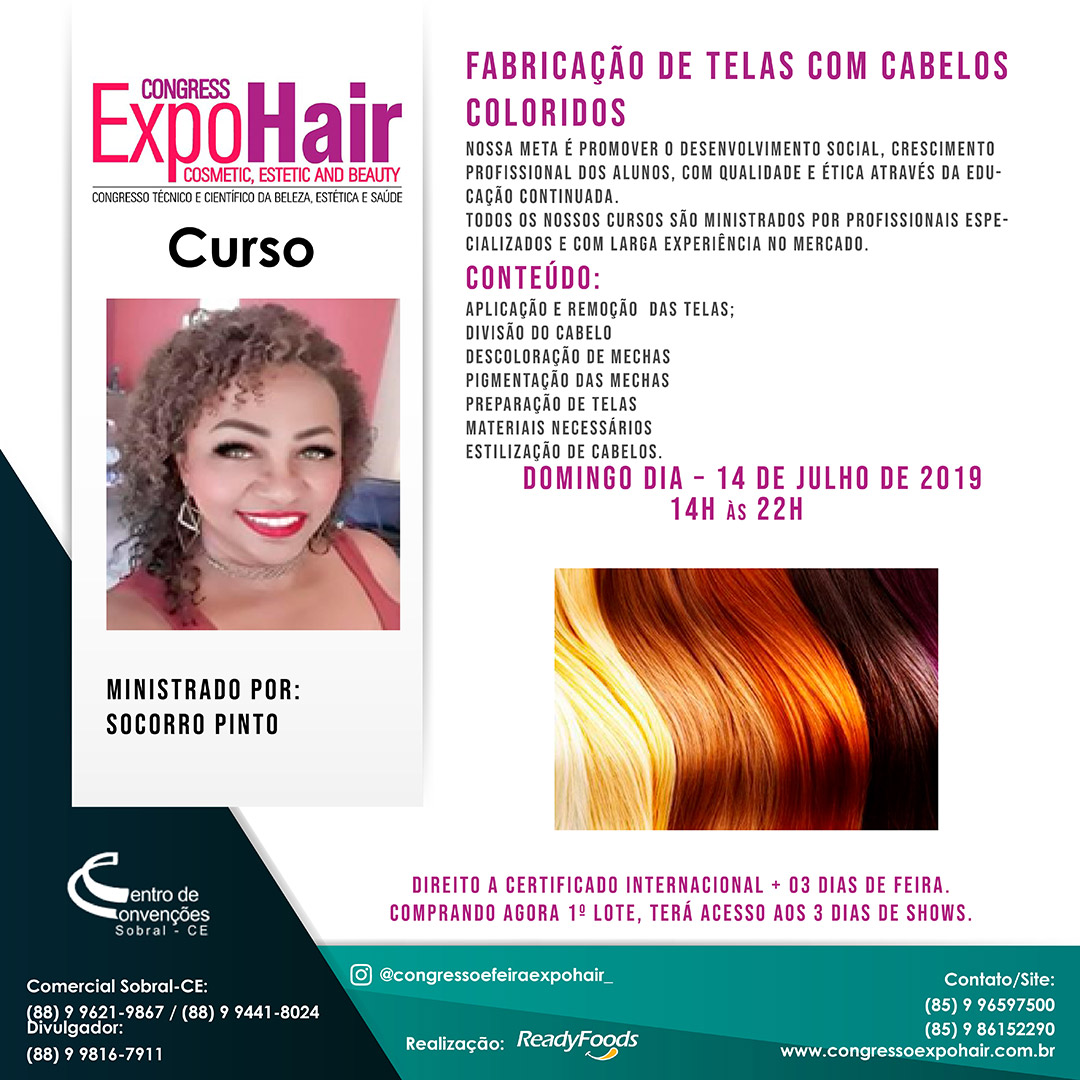 CONGRESS
ExpoHair
COSMETIC, ESTETIC AND BEAUTY
CONGRESSO TÉCNICO E CIENTÍFICO DA BELEZA, ESTÉTICA E SAÚDE
Curso
MINISTRADO POR:
SOCORRO PINTO
FABRICAÇÃO DE TELAS COM CABELOS
COLORIDOS
NOSSA META É PROMOVER O DESENVOLVIMENTO SOCIAL, CRESCIMENTO
PROFISSIONAL DOS ALUNOS, COM QUALIDADE E ÉTICA ATRAVÉS DA EDU-
CAÇÃO CONTINUADA.
TODOS OS NOSSOS CURSOS SÃO MINISTRADOS POR PROFISSIONAIS ESPE-
CIALIZADOS E COM LARGA EXPERIÊNCIA NO MERCADO.
CONTEÚDO:
APLICAÇÃO E REMOÇÃO DAS TELAS;
DIVISÃO DO CABELO
DESCOLORAÇÃO DE MECHAS
PIGMENTAÇÃO DAS MECHAS
PREPARAÇÃO DE TELAS
MATERIAIS NECESSÁRIOS
ESTILIZAÇÃO DE CABELOS.
DOMINGO DIA – 14 DE JULHO DE 2019
14H ÀS 22H
DIREITO A CERTIFICADO INTERNACIONAL + 03 DIAS DE FEIRA.
COMPRANDO AGORA 1º LOTE, TERÁ ACESSO AOS 3 DIAS DE SHOWS.
Centro de
Convenções
Sobral - CE
Comercial Sobral-CE:
(88) 9 9621-9867 / (88) 9 9441-8024
Divulgador:
(88) 9 9816-7911
@congressoefeiraexpohair_
Realização: ReadyFoods
Contato/Site:
(85) 9 96597500
(85) 9 86152290
www.congressoexpohair.com.br